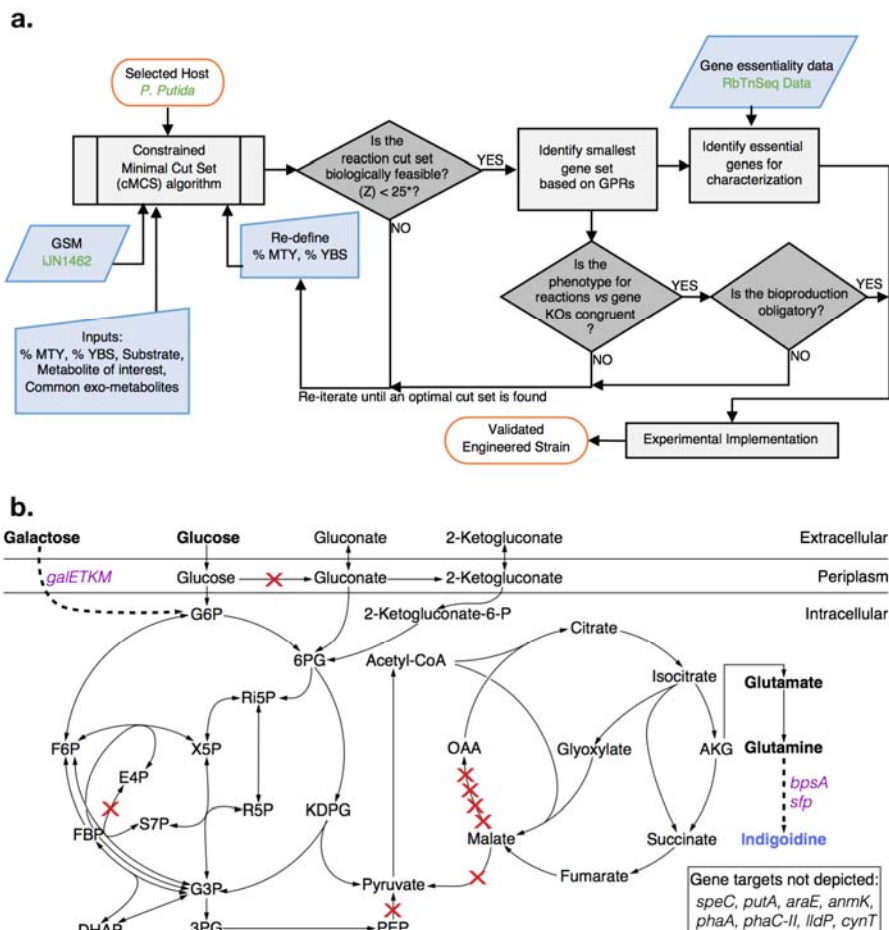 a.
Selected Host
P. Putida
Constrained
Minimal Cut Set
(cMCS) algorithm
GSM
iJN1462
Inputs:
% MTY, % YBS, Substrate,
Metabolite of interest,
Common exo-metabolites
Is the
reaction cut set
biologically feasible?
(Z) < 25*?
YES
NO
Re-define
% MTY, % YBS
Identify smallest
gene set
based on GPRs
Gene essentiality data
RbTnSeq Data
Identify essential
genes for
characterization
Is the
phenotype for
reactions vs gene
KOs congruent
?
YES
NO
Is the bioproduction
obligatory?
YES
NO
Re-iterate until an optimal cut set is found
Validated
Engineered Strain
Experimental Implementation
b.
Galactose
Glucose
Gluconate
2-Ketogluconate
Extracellular
galETKM
Glucose
Gluconate
2-Ketogluconate
Periplasm
G6P
2-Ketogluconate-6-P
Intracellular
6PG
Acetyl-CoA
Citrate
Ri5P
Isocitrate
Glutamate
F6P
X5P
OAA
Glyoxylate
AKG
Glutamine
E4P
bpsA
sfp
FBP
S7P
R5P
KDPG
Malate
Succinate
Indigoidine
G3P
Pyruvate
Fumarate
DHAP
3PG
PEP
Gene targets not depicted:
speC, putA, araE, anmK,
phaA, phaC-II, lldP, cynT